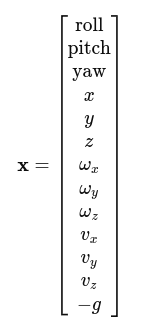 roll
pitch
yaw
x
y
z
ω_x
x = ω_y
ω_z
v_x
v_y
v_z
−g